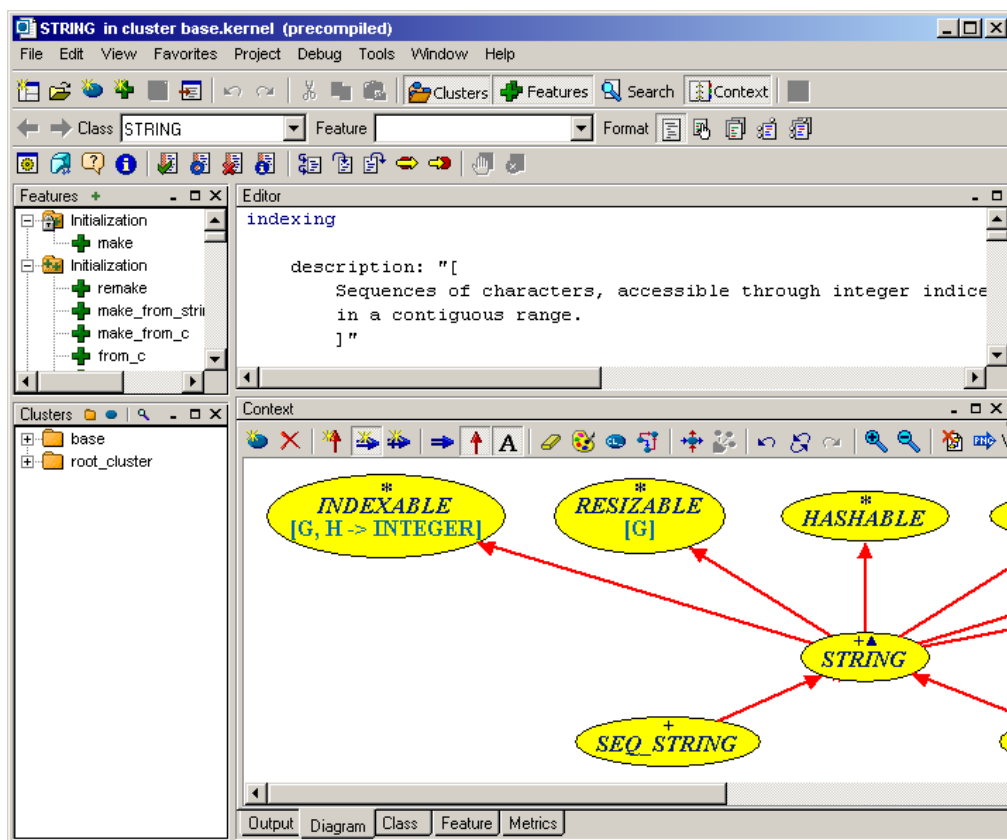 STRING in cluster base.kernel (precompiled)
File Edit View Favorites Project Debug Tools Window Help
Clusters Features Search Context
Class STRING Feature Format
Features
Editor
Initialization
make
Initialization
remake
make_from_stri
make_from_c
from_c
indexing
description: "[
Sequences of characters, accessible through integer indice
in a contiguous range.
]"
Clusters
base
root_cluster
Context
A
PNG
*
INDEXABLE
[G, H -> INTEGER]
*
RESIZABLE
[G]
*
HASHABLE
+▲
STRING
+
SEQ_STRING
Output Diagram Class Feature Metrics